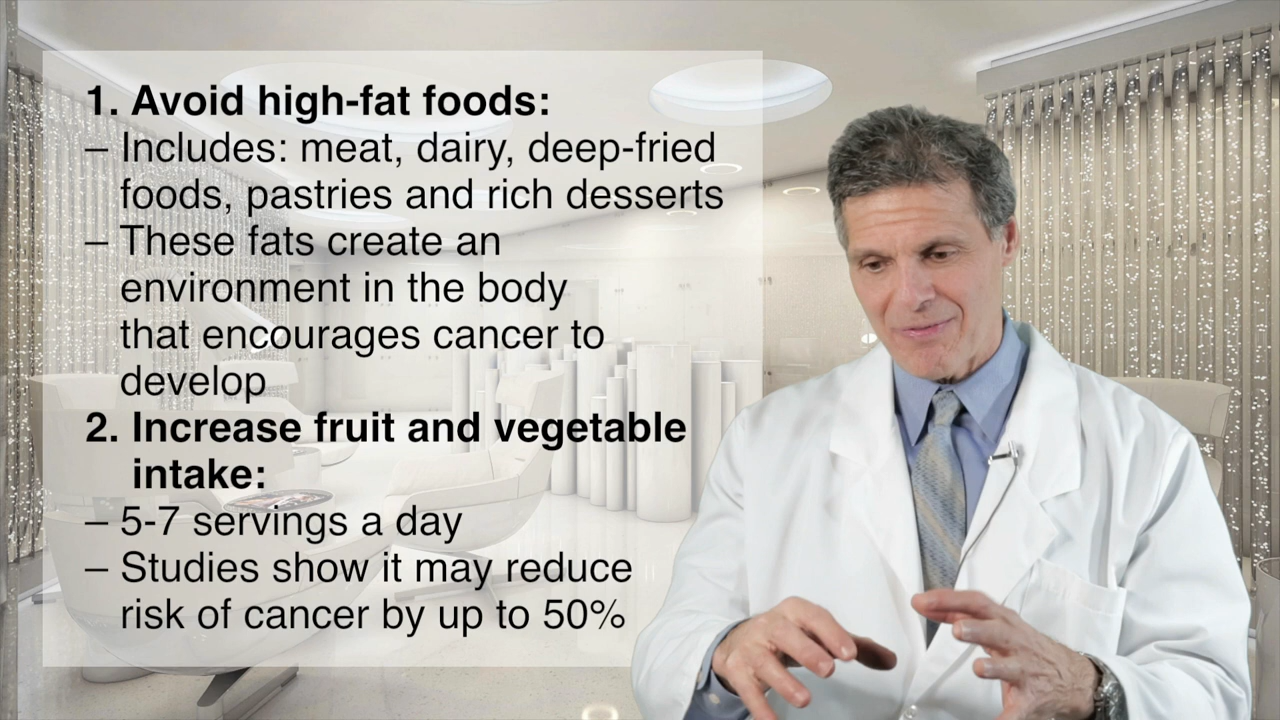 1. Avoid high-fat foods:
– Includes: meat, dairy, deep-fried
foods, pastries and rich desserts
– These fats create an
environment in the body
that encourages cancer to
develop
2. Increase fruit and vegetable
intake:
– 5-7 servings a day
– Studies show it may reduce
risk of cancer by up to 50%